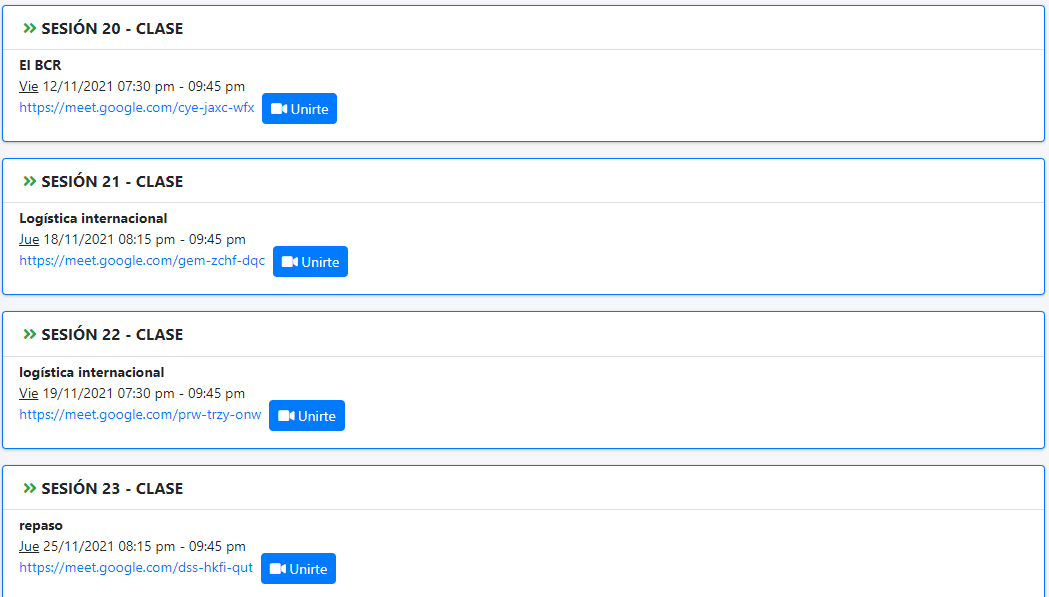 SESIÓN 20 - CLASE
El BCR
Vie 12/11/2021 07:30 pm - 09:45 pm
https://meet.google.com/cye-jaxc-wfx Unirte
SESIÓN 21 - CLASE
Logística internacional
Jue 18/11/2021 08:15 pm - 09:45 pm
https://meet.google.com/gem-zchf-dqc Unirte
SESIÓN 22 - CLASE
logística internacional
Vie 19/11/2021 07:30 pm - 09:45 pm
https://meet.google.com/prw-trzy-onw Unirte
SESIÓN 23 - CLASE
repaso
Jue 25/11/2021 08:15 pm - 09:45 pm
https://meet.google.com/dss-hkfi-qut Unirte